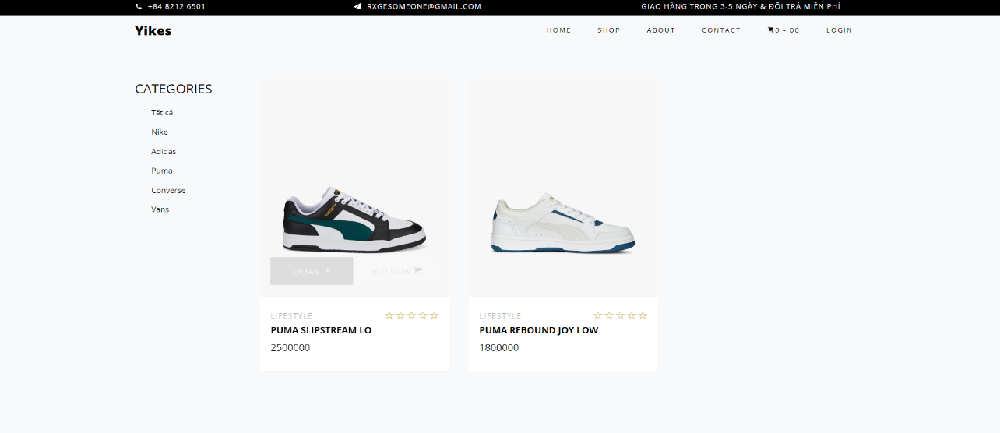 +84 8212 6501
RXGESOMEONE@GMAIL.COM
GIAO HÀNG TRONG 3-5 NGÀY & ĐỔI TRẢ MIỄN PHÍ
Yikes
HOME
SHOP
ABOUT
CONTACT
0 - 00
LOGIN
CATEGORIES
Tất cả
Nike
Adidas
Puma
Converse
Vans
DETAIL +
BUY NOW
LIFESTYLE
PUMA SLIPSTREAM LO
2500000
LIFESTYLE
PUMA REBOUND JOY LOW
1800000